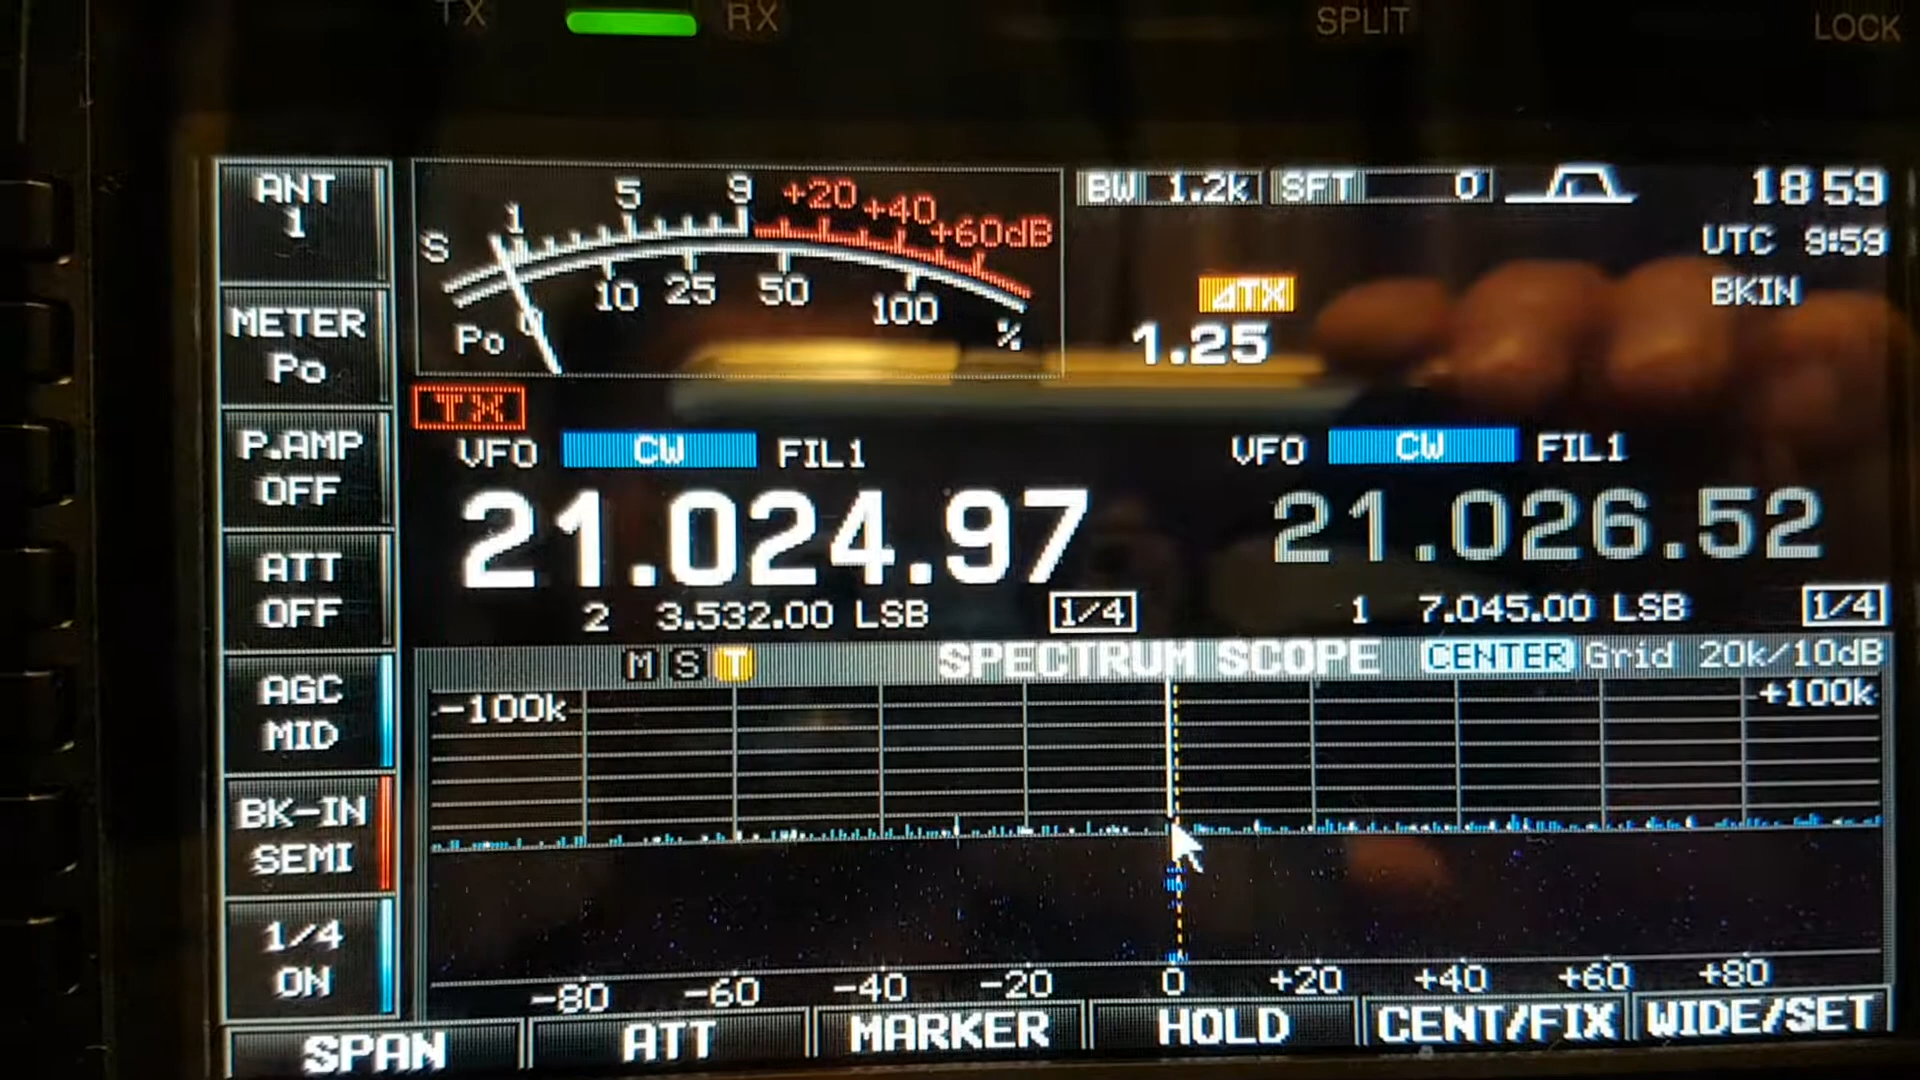 TX RX SPLIT LOCK
ANT
1
METER
Po
P.AMP
OFF
ATT
OFF
AGC
MID
BK-IN
SEMI
1/4
ON
S 1 5 9 +20 +40 +60dB
Po 0 10 25 50 100 %
BW 1.2k SFT 0 18:59
UTC 9:59
⊿TX BKIN
1.25
TX
VFO CW FIL1 VFO CW FIL1
21.024.97 21.026.52
2 3.532.00 LSB 1/4 1 7.045.00 LSB 1/4
M S T SPECTRUM SCOPE CENTER Grid 20k/10dB
-100k +100k
-80 -60 -40 -20 0 +20 +40 +60 +80
SPAN ATT MARKER HOLD CENT/FIX WIDE/SET